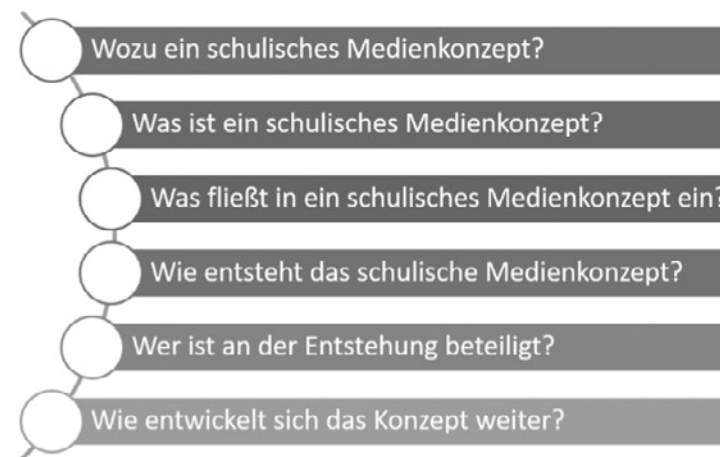 Wozu ein schulisches Medienkonzept?
Was ist ein schulisches Medienkonzept?
Was fließt in ein schulisches Medienkonzept ein?
Wie entsteht das schulische Medienkonzept?
Wer ist an der Entstehung beteiligt?
Wie entwickelt sich das Konzept weiter?